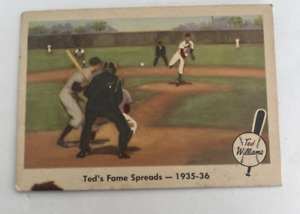 Ted
Williams
Ted's Fame Spreads — 1935-36